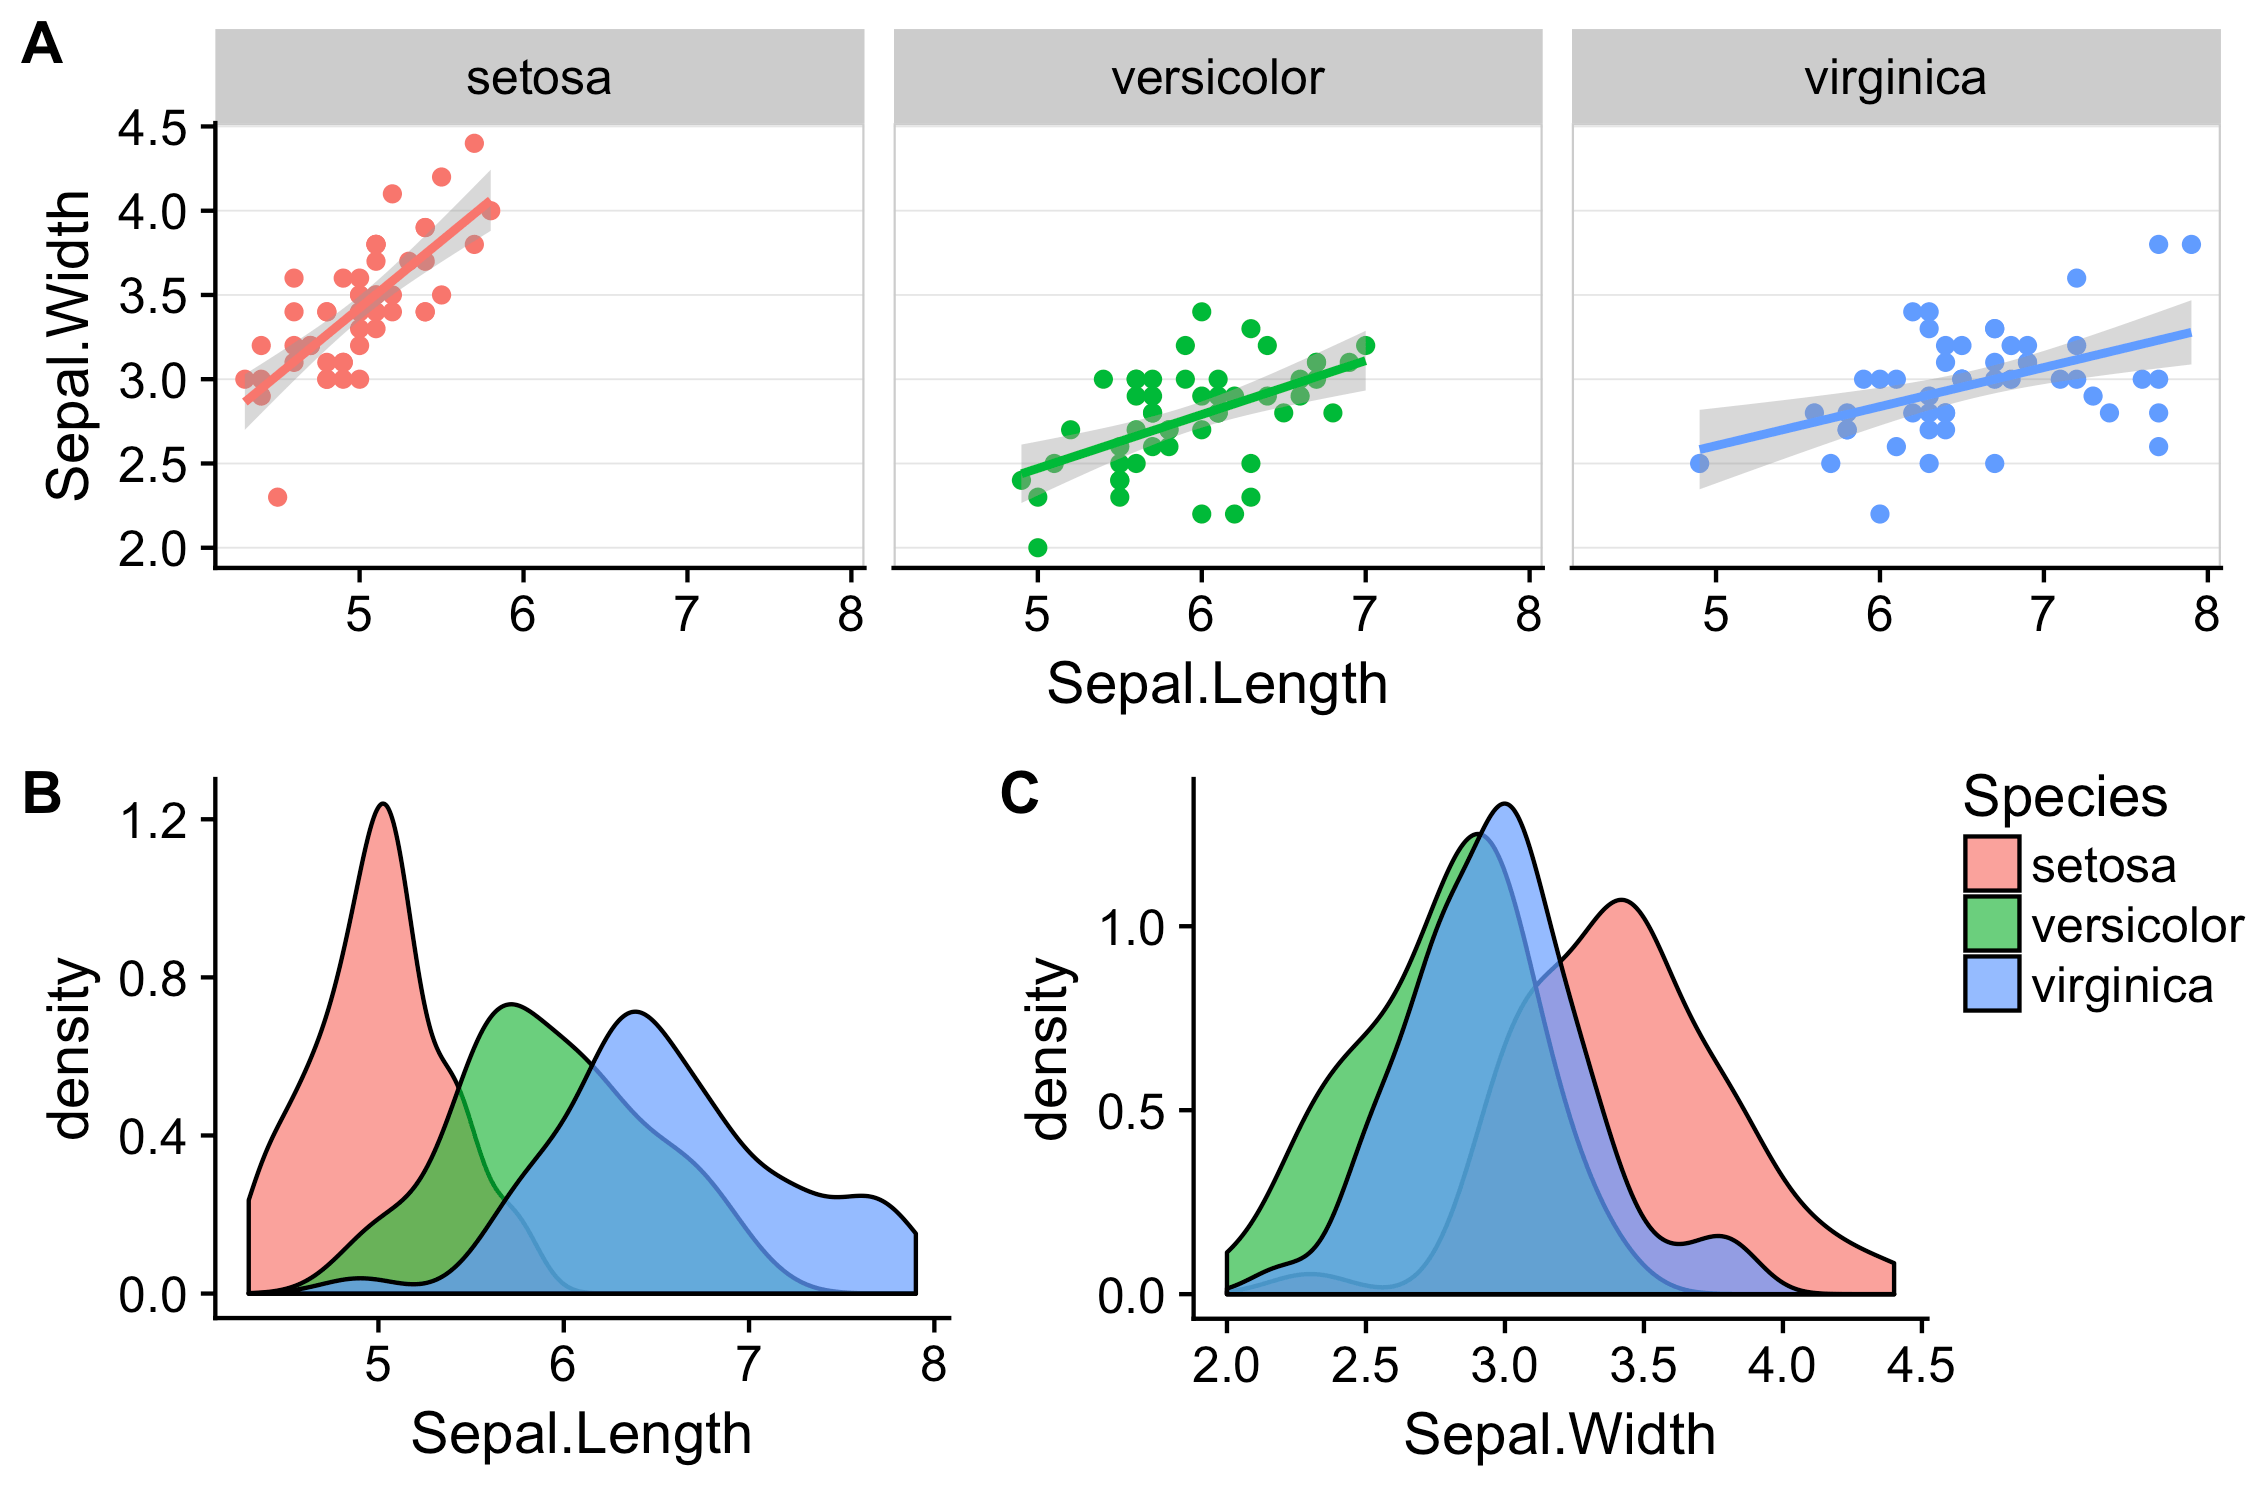 A
setosa versicolor virginica
4.5
4.0
3.5
3.0
2.5
2.0
Sepal.Width
5 6 7 8 5 6 7 8 5 6 7 8
Sepal.Length
B
1.2
0.8
0.4
0.0
density
5 6 7 8
Sepal.Length
C
1.0
0.5
0.0
density
2.0 2.5 3.0 3.5 4.0 4.5
Sepal.Width
Species
setosa
versicolor
virginica